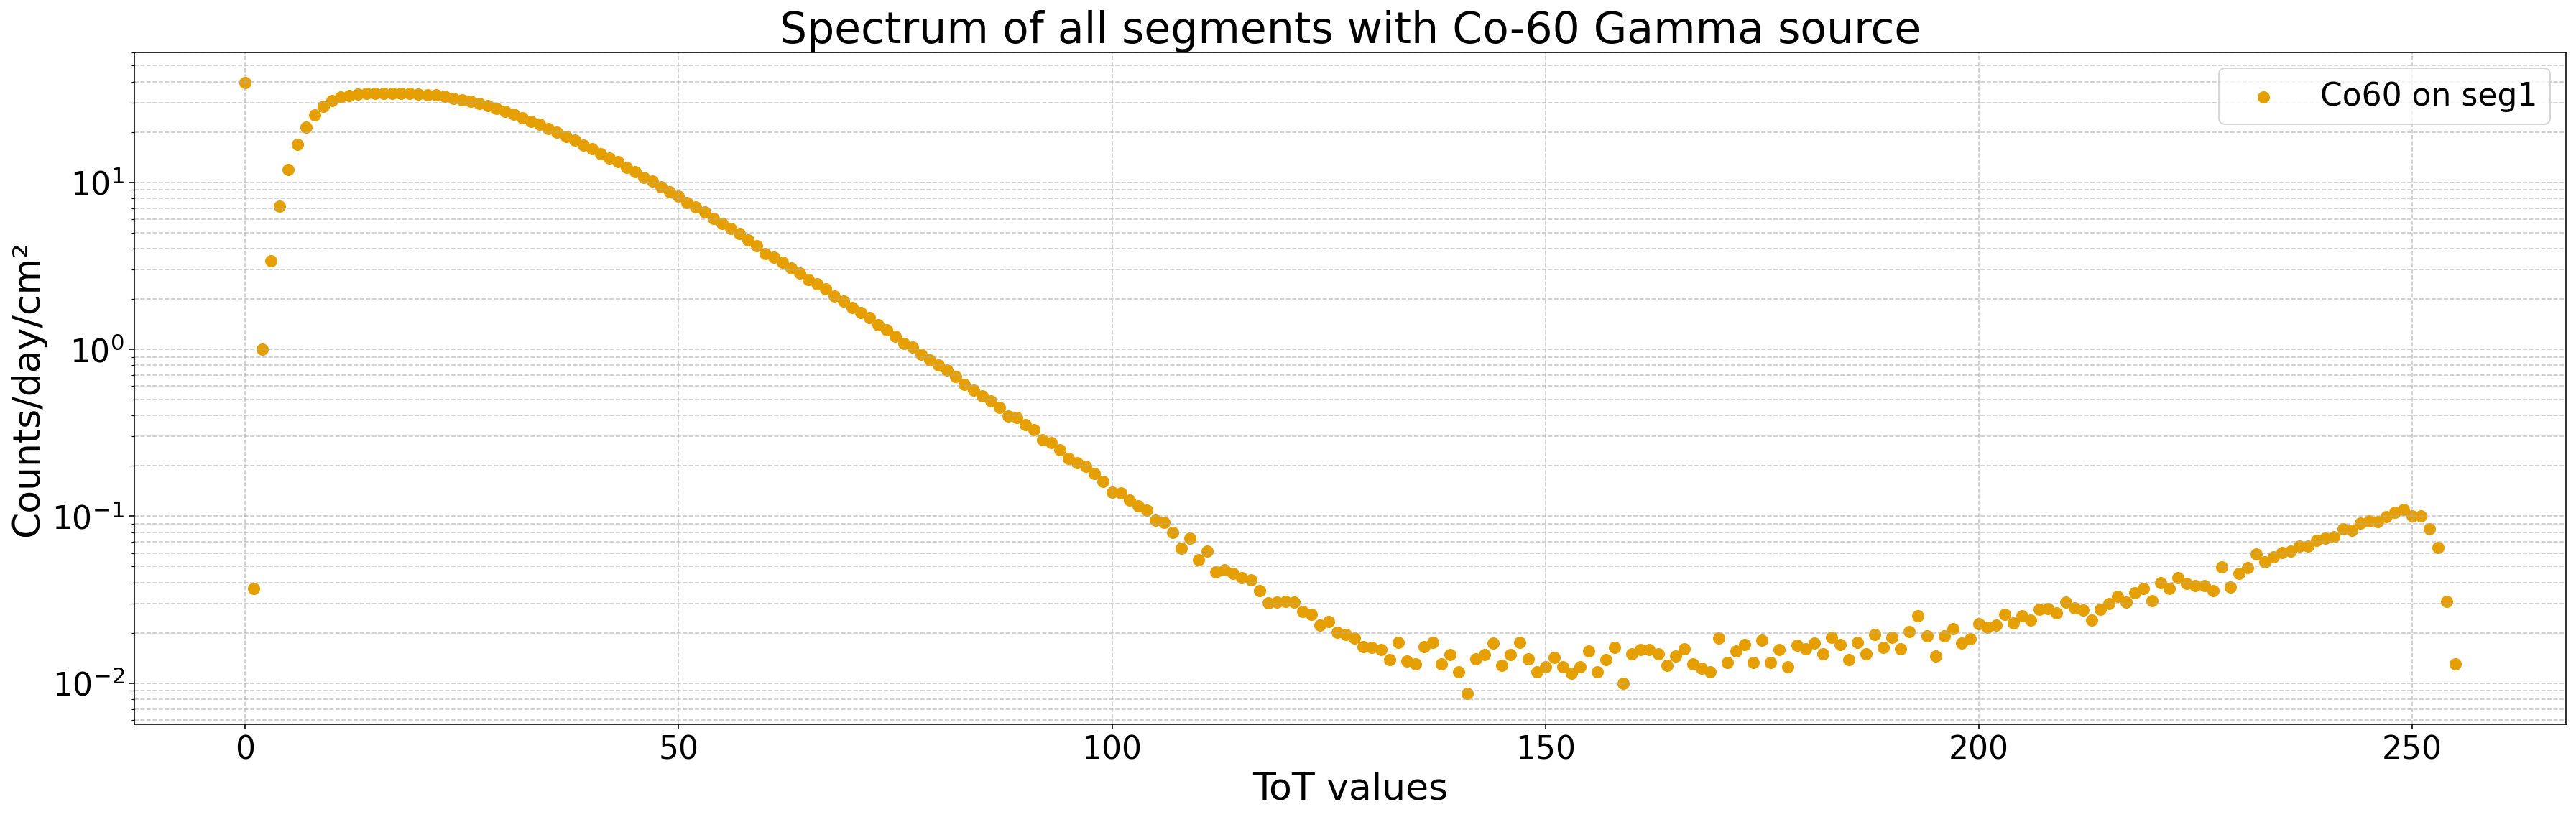 Spectrum of all segments with Co-60 Gamma source
Co60 on seg1
Counts/day/cm²
10¹
10⁰
10⁻¹
10⁻²
0 50 100 150 200 250
ToT values